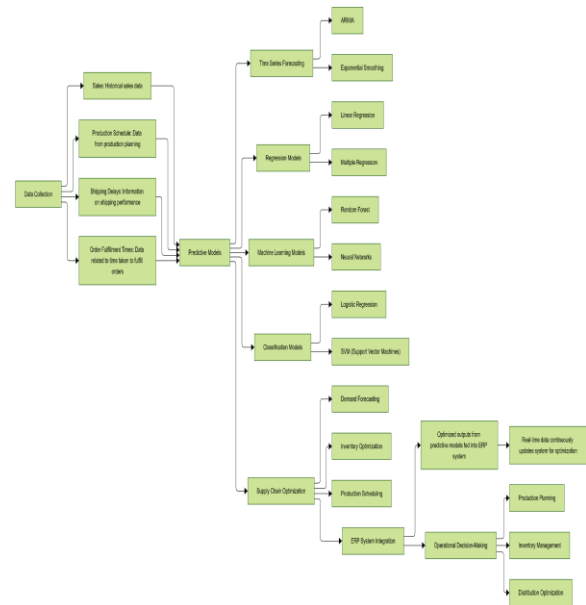 ARIMA
Time Series Forecasting
Exponential Smoothing
Sales: Historical sales data
Linear Regression
Production Schedule: Data
from production planning
Regression Models
Multiple Regression
Data Collection
Shipping Delays: Information
on shipping performance
Random Forest
Order Fulfillment Times: Data
related to time taken to fulfill
orders
Predictive Models
Machine Learning Models
Neural Networks
Logistic Regression
Classification Models
SVM (Support Vector Machines)
Demand Forecasting
Inventory Optimization
Optimized outputs from
predictive models fed into ERP
system
Real-time data continuously
updates system for optimization
Supply Chain Optimization
Production Scheduling
Production Planning
ERP System Integration
Operational Decision-Making
Inventory Management
Distribution Optimization